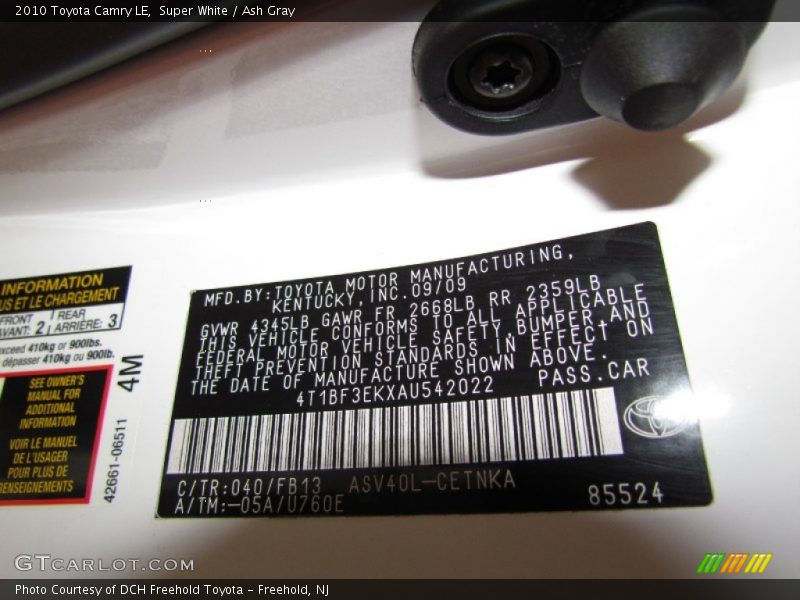 2010 Toyota Camry LE, Super White / Ash Gray
INFORMATION
US ET LE CHARGEMENT
FRONT
AVANT: 2
REAR
ARRIÈRE: 3
exceed 410kg or 900lbs.
dépasser 410kg ou 900lb.
SEE OWNER'S
MANUAL FOR
ADDITIONAL
INFORMATION
VOIR LE MANUEL
DE L'USAGER
POUR PLUS DE
RENSEIGNEMENTS
4M
42661-06511
MFD.BY:TOYOTA MOTOR MANUFACTURING,
KENTUCKY,INC.09/09
GVWR 4345LB GAWR FR 2668LB RR 2359LB
THIS VEHICLE CONFORMS TO ALL APPLICABLE
FEDERAL MOTOR VEHICLE SAFETY, BUMPER, AND
THEFT PREVENTION STANDARDS IN EFFECT ON
THE DATE OF MANUFACTURE SHOWN ABOVE.
4T1BF3EKXAU542022 PASS.CAR
C/TR:040/FB13 ASV40L-CETNKA
A/TM:-05A/U760E
85524
GTCARLOT.COM
Photo Courtesy of DCH Freehold Toyota - Freehold, NJ